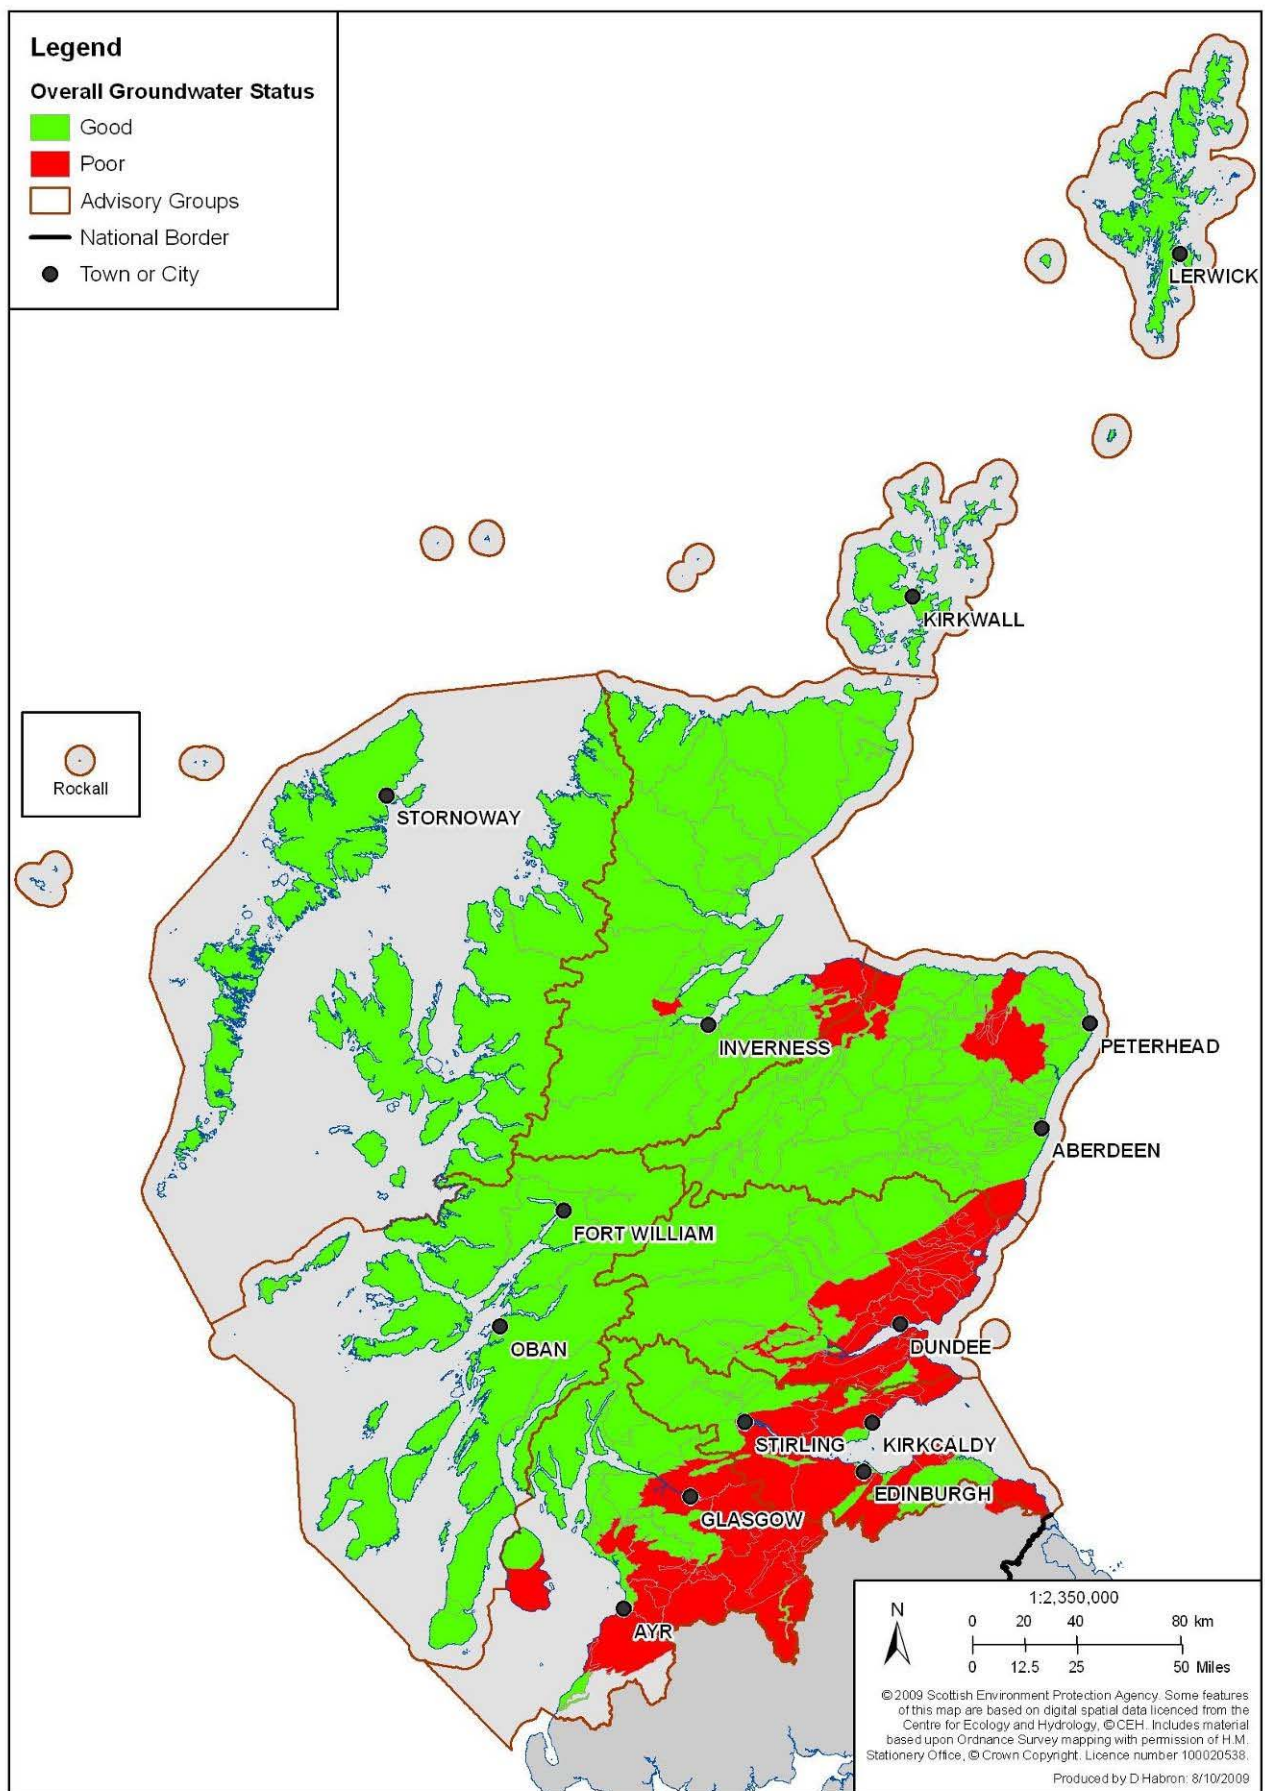 Legend
Overall Groundwater Status
Good
Poor
Advisory Groups
National Border
Town or City
LERWICK
KIRKWALL
Rockall
STORNOWAY
INVERNESS
PETERHEAD
ABERDEEN
FORT WILLIAM
OBAN
DUNDEE
STIRLING
KIRKCALDY
EDINBURGH
GLASGOW
AYR
N
1:2,350,000
0 20 40 80 km
0 12.5 25 50 Miles
© 2009 Scottish Environment Protection Agency. Some features
of this map are based on digital spatial data licenced from the
Centre for Ecology and Hydrology, © CEH. Includes material
based upon Ordnance Survey mapping with permission of H.M.
Stationery Office, © Crown Copyright. Licence number 100020538.
Produced by D Habron: 8/10/2009